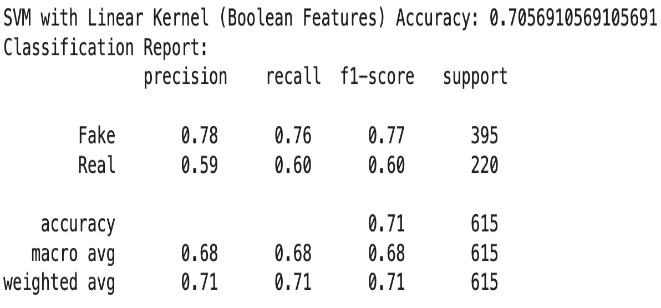 SVM with Linear Kernel (Boolean Features) Accuracy: 0.7056910569105691
Classification Report:
precision recall f1-score support
Fake 0.78 0.76 0.77 395
Real 0.59 0.60 0.60 220
accuracy 0.71 615
macro avg 0.68 0.68 0.68 615
weighted avg 0.71 0.71 0.71 615